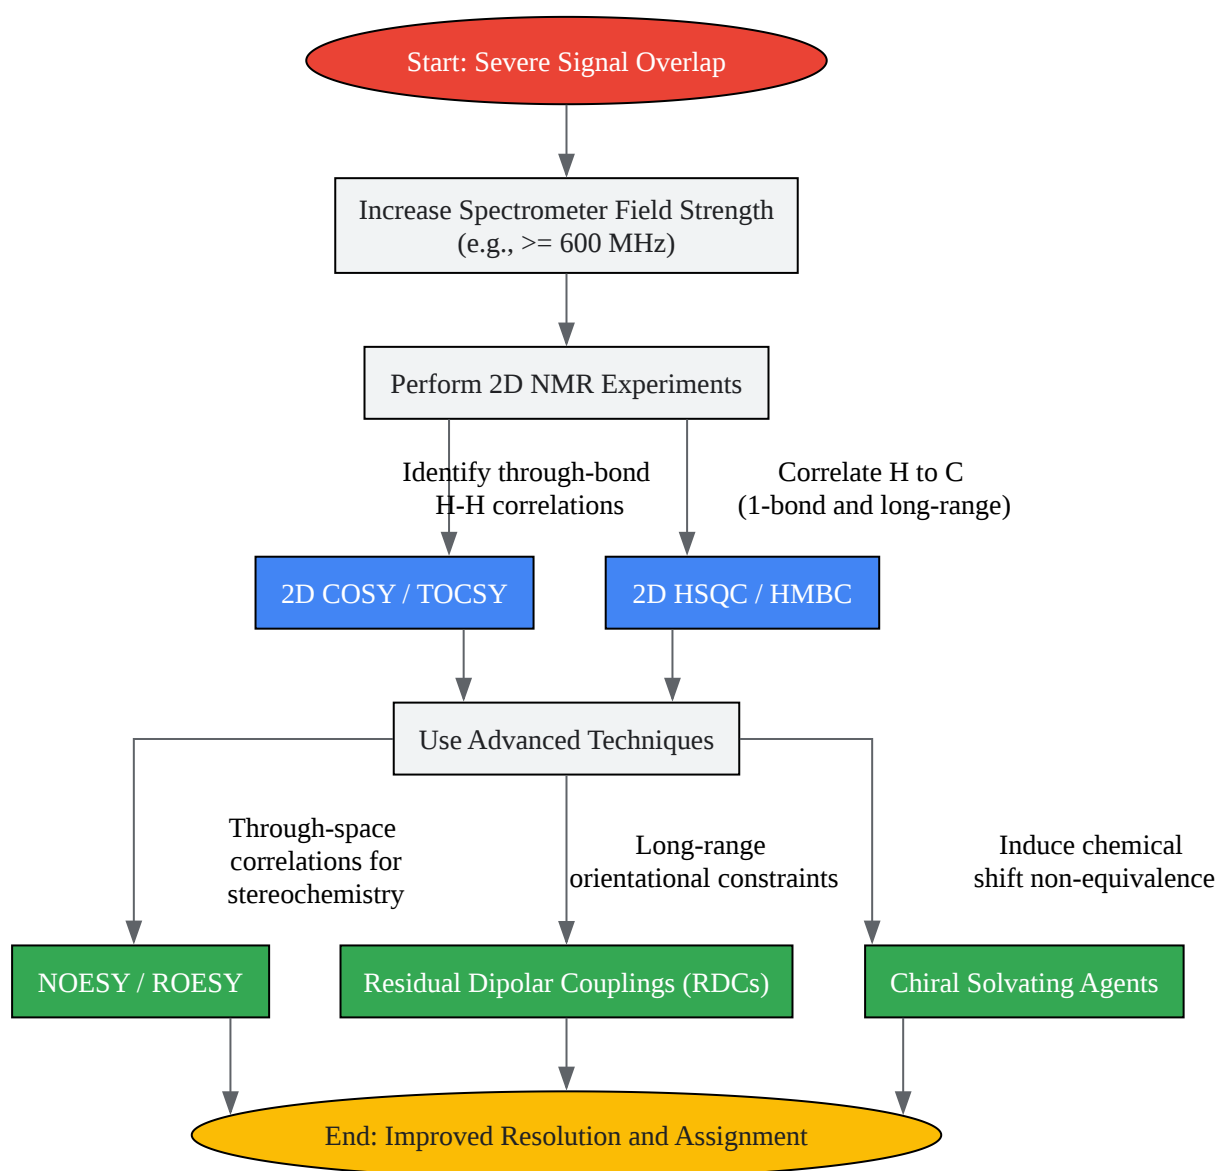 Start: Severe Signal Overlap
Increase Spectrometer Field Strength
(e.g., >= 600 MHz)
Perform 2D NMR Experiments
Identify through-bond
H-H correlations
Correlate H to C
(1-bond and long-range)
2D COSY / TOCSY
2D HSQC / HMBC
Use Advanced Techniques
Through-space
correlations for
stereochemistry
Long-range
orientational constraints
Induce chemical
shift non-equivalence
NOESY / ROESY
Residual Dipolar Couplings (RDCs)
Chiral Solvating Agents
End: Improved Resolution and Assignment